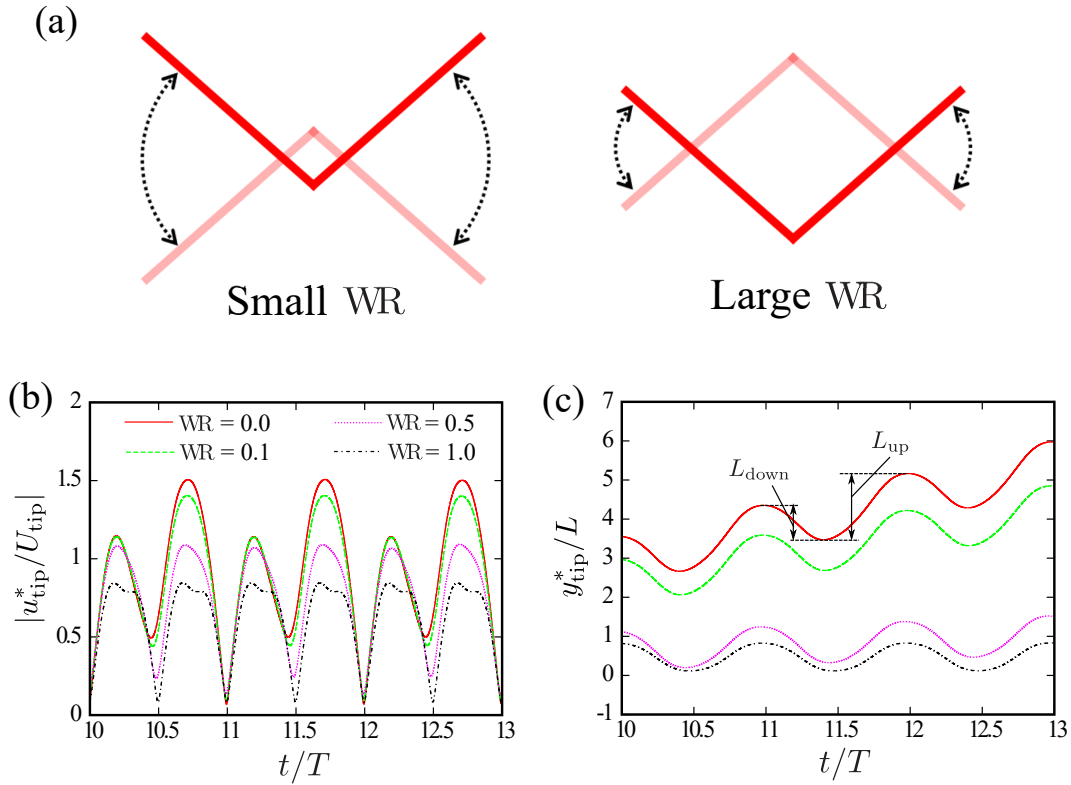 (a)
Small WR
Large WR
(b)
|u*tip/Utip|
2
1.5
1
0.5
0
WR = 0.0
WR = 0.1
WR = 0.5
WR = 1.0
10 10.5 11 11.5 12 12.5 13
t/T
(c)
y*tip/L
7
6
5
4
3
2
1
0
-1
Ldown
Lup
10 10.5 11 11.5 12 12.5 13
t/T